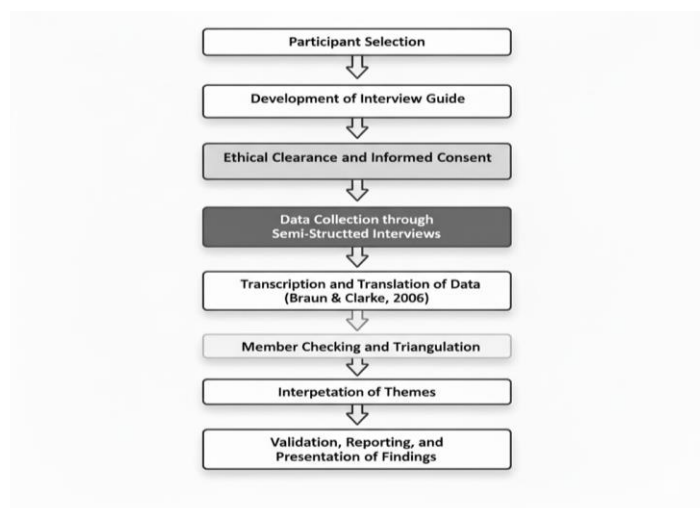 Participant Selection
Development of Interview Guide
Ethical Clearance and Informed Consent
Data Collection through
Semi-Structted Interviews
Transcription and Translation of Data
(Braun & Clarke, 2006)
Member Checking and Triangulation
Interpetation of Themes
Validation, Reporting, and
Presentation of Findings